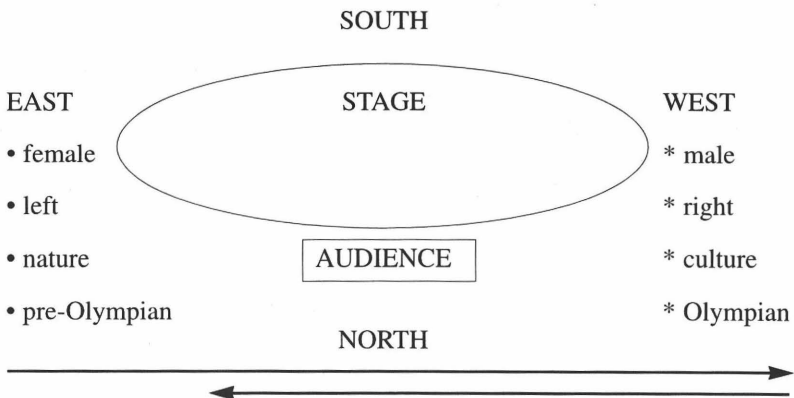 SOUTH
EAST STAGE WEST
• female * male
• left * right
• nature AUDIENCE * culture
• pre-Olympian * Olympian
NORTH